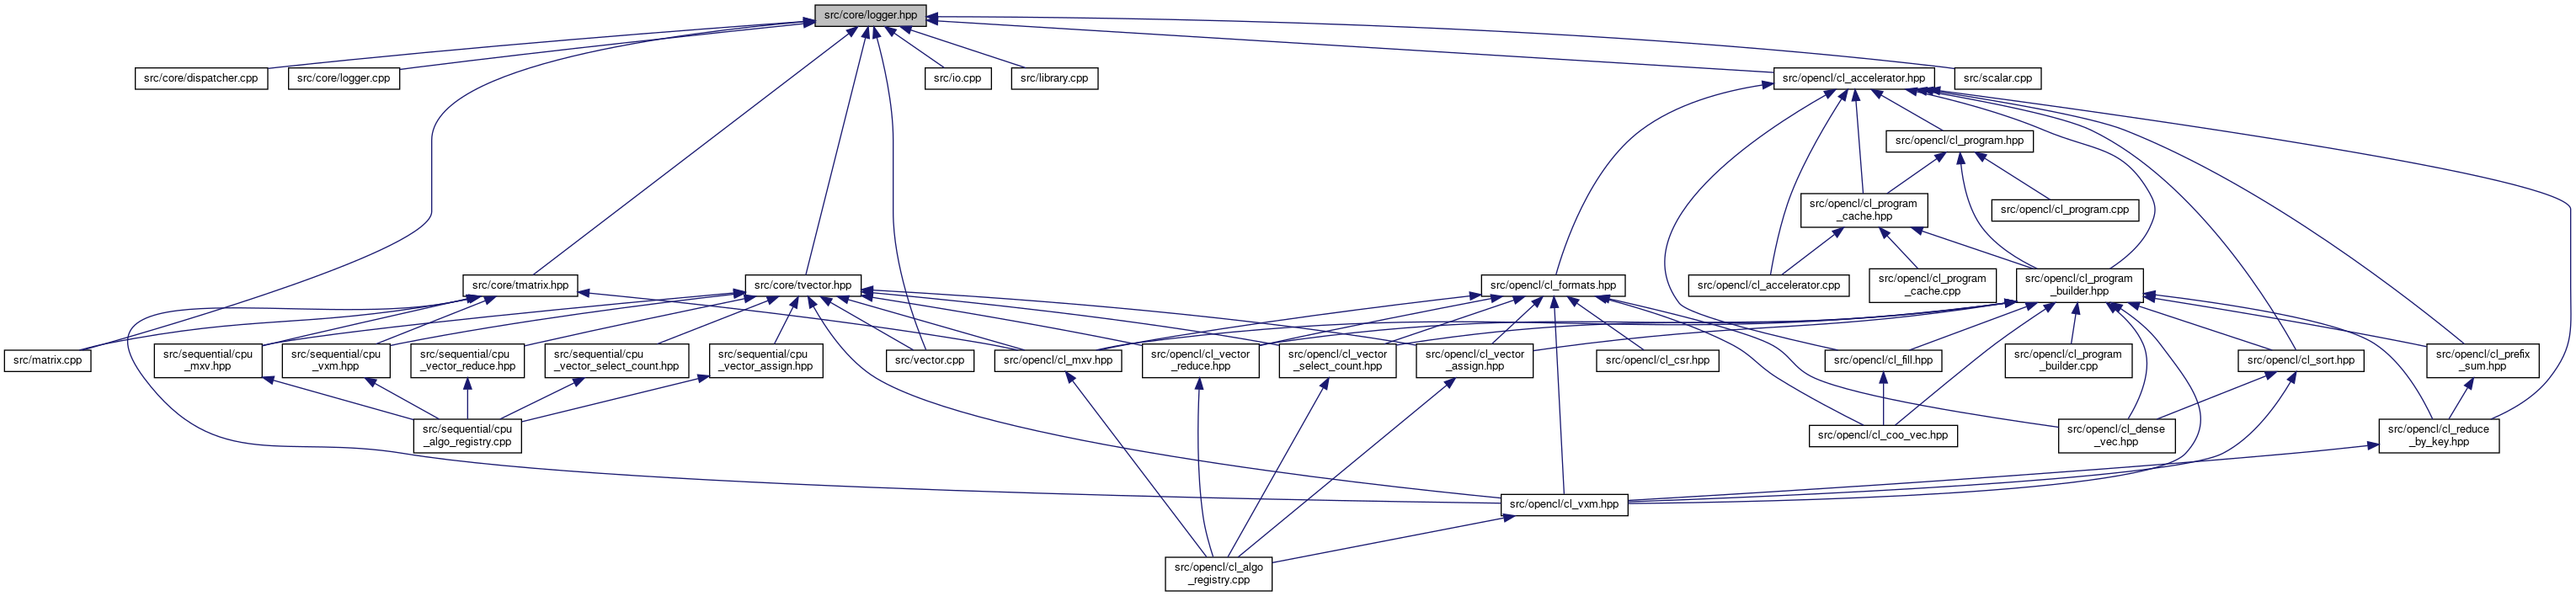 src/core/logger.hpp
src/core/dispatcher.cpp
src/core/logger.cpp
src/io.cpp
src/library.cpp
src/opencl/cl_accelerator.hpp
src/scalar.cpp
src/opencl/cl_program.hpp
src/opencl/cl_program
_cache.hpp
src/opencl/cl_program.cpp
src/core/tmatrix.hpp
src/core/tvector.hpp
src/opencl/cl_formats.hpp
src/opencl/cl_accelerator.cpp
src/opencl/cl_program
_cache.cpp
src/opencl/cl_program
_builder.hpp
src/matrix.cpp
src/sequential/cpu
_mxv.hpp
src/sequential/cpu
_vxm.hpp
src/sequential/cpu
_vector_reduce.hpp
src/sequential/cpu
_vector_select_count.hpp
src/sequential/cpu
_vector_assign.hpp
src/vector.cpp
src/opencl/cl_mxv.hpp
src/opencl/cl_vector
_reduce.hpp
src/opencl/cl_vector
_select_count.hpp
src/opencl/cl_vector
_assign.hpp
src/opencl/cl_csr.hpp
src/opencl/cl_fill.hpp
src/opencl/cl_program
_builder.cpp
src/opencl/cl_sort.hpp
src/opencl/cl_prefix
_sum.hpp
src/sequential/cpu
_algo_registry.cpp
src/opencl/cl_coo_vec.hpp
src/opencl/cl_dense
_vec.hpp
src/opencl/cl_reduce
_by_key.hpp
src/opencl/cl_vxm.hpp
src/opencl/cl_algo
_registry.cpp